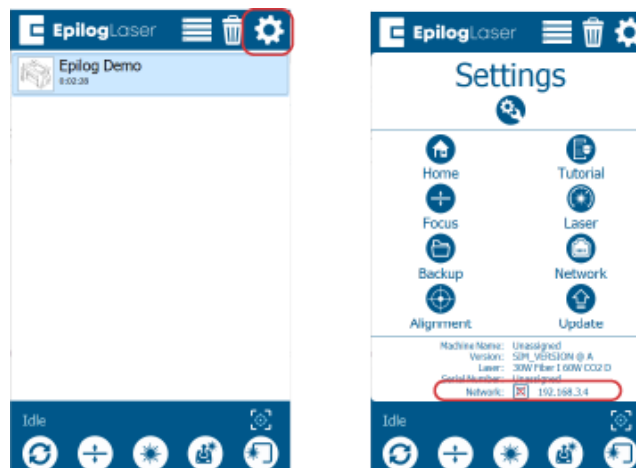 EpilogLaser
Epilog Demo
0:02:28
Idle
EpilogLaser
Settings
Home
Tutorial
Focus
Laser
Backup
Network
Alignment
Update
Machine Name: Unassigned
Version: SIM_VERSION @ A
Laser: 30W Fiber I 60W CO2 D
Serial Number: Unassigned
Network: 192.168.3.4
Idle